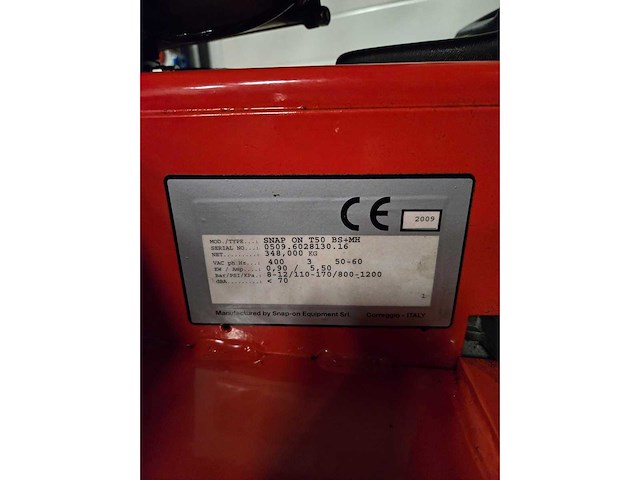 CE 2009
MOD./TYPE...: SNAP ON T50 BS+MH
SERIAL NO...: 0509.6028130.16
NET.........: 348,000 KG
VAC ph Hz...: 400 3 50-60
KW / Amp....: 0,90 / 5,50
Bar/PSI/KPa.: 8-12/110-170/800-1200
dBA ........: < 70
1
Manufactured by Snap-on Equipment Srl. Correggio - ITALY